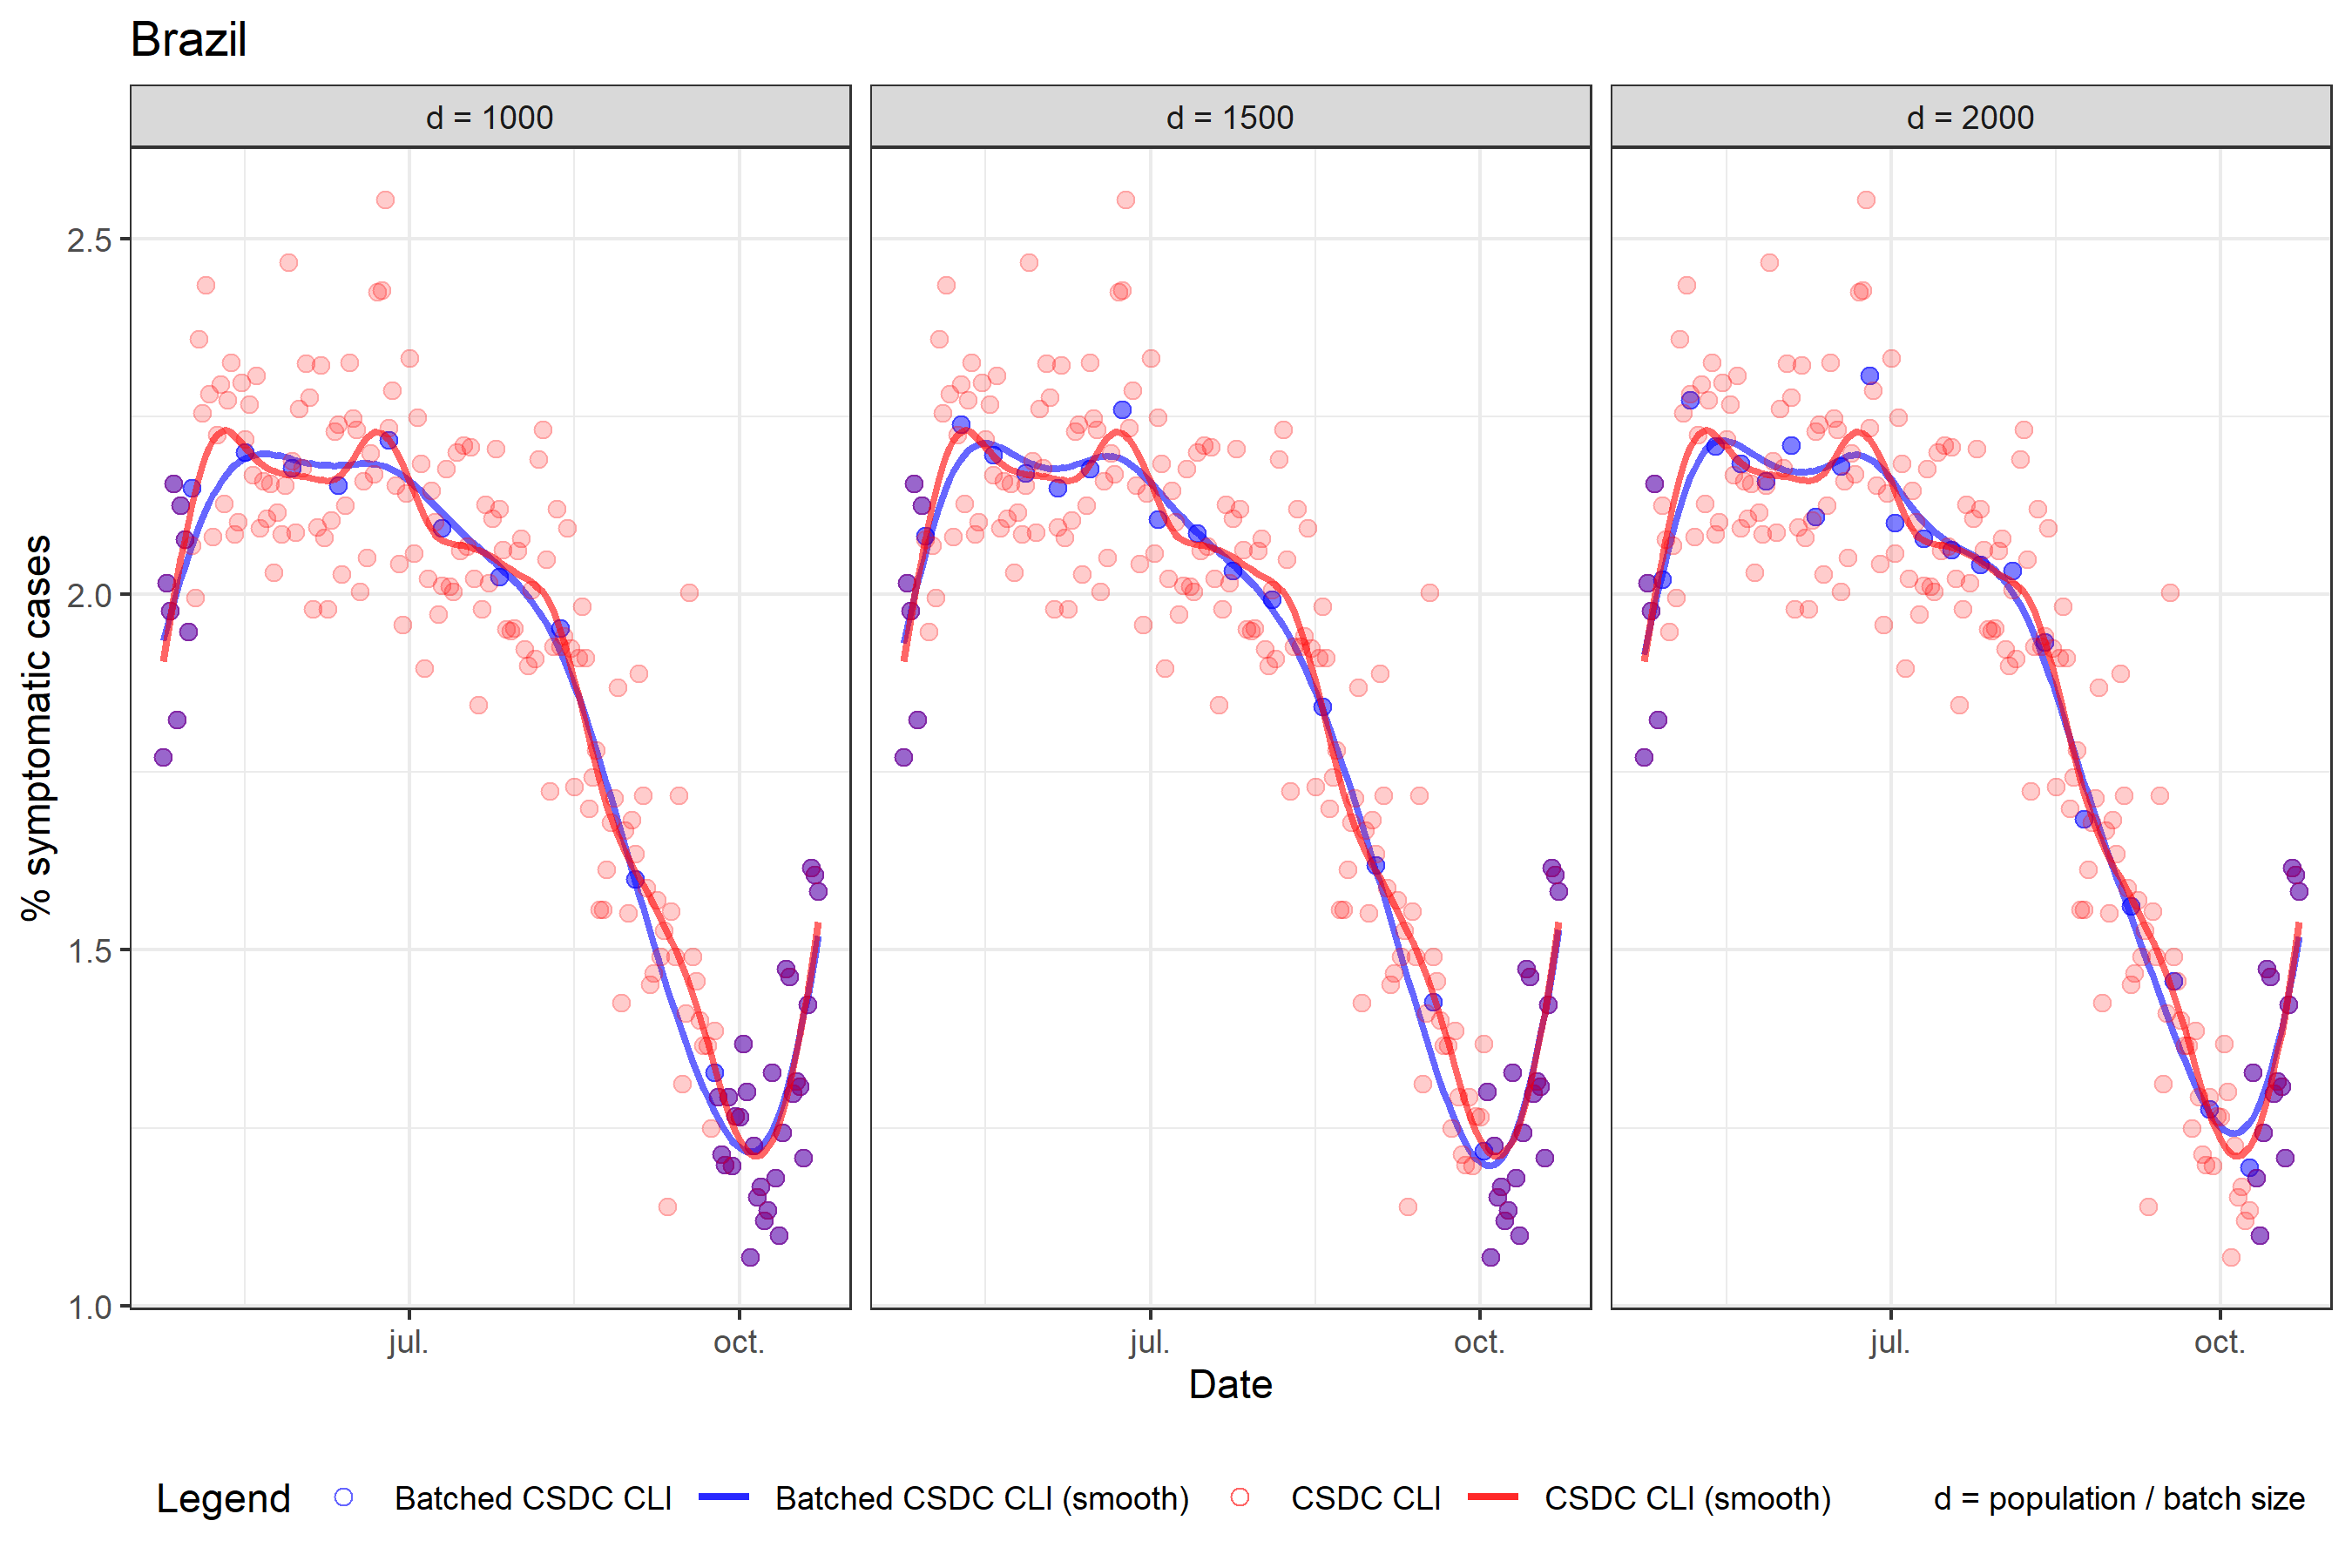 Brazil
d = 1000
d = 1500
d = 2000
% symptomatic cases
2.5
2.0
1.5
1.0
jul.
oct.
jul.
oct.
jul.
oct.
Date
Legend
Batched CSDC CLI
Batched CSDC CLI (smooth)
CSDC CLI
CSDC CLI (smooth)
d = population / batch size